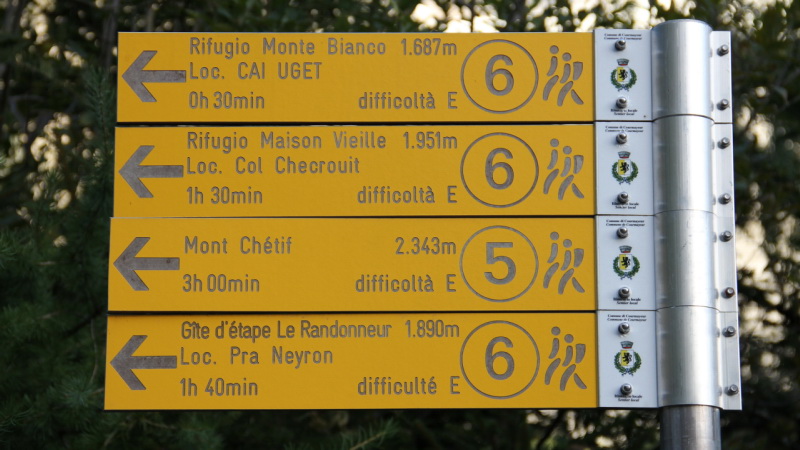 Rifugio Monte Bianco 1.687m
Loc. CAI UGET
0h 30min difficoltà E
6
Rifugio Maison Vieille 1.951m
Loc. Col Checrouit
1h 30min difficoltà E
6
Mont Chétif 2.343m
3h 00min difficoltà E
5
Gîte d'étape Le Randonneur 1.890m
Loc. Pra Neyron
1h 40min difficulté E
6